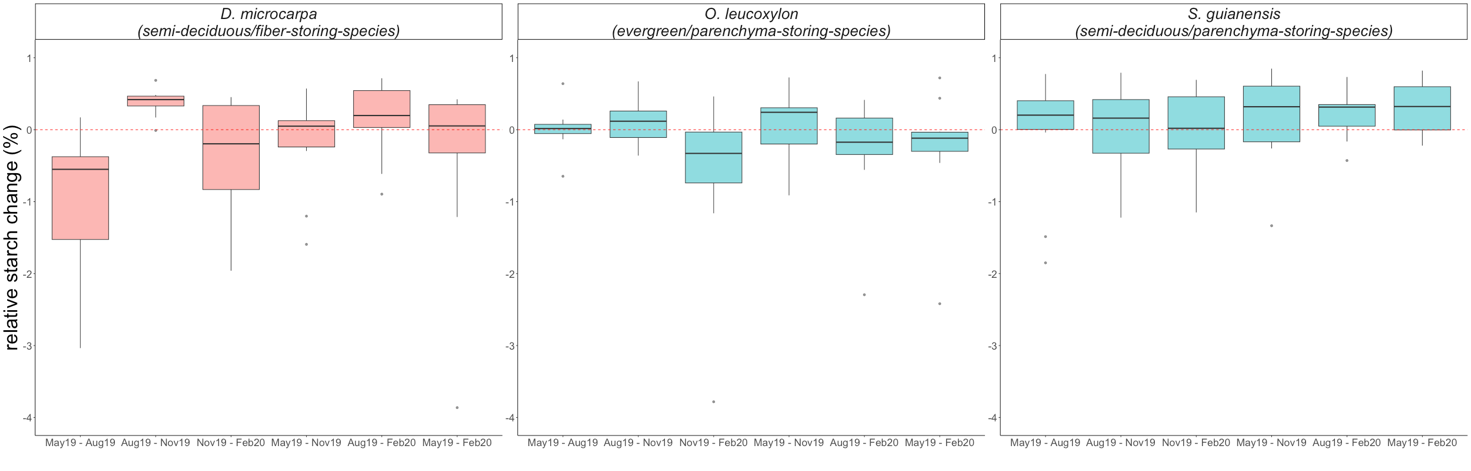 D. microcarpa
(semi-deciduous/fiber-storing-species)
O. leucoxylon
(evergreen/parenchyma-storing-species)
S. guianensis
(semi-deciduous/parenchyma-storing-species)
relative starch change (%)
1
0
-1
-2
-3
-4
1
0
-1
-2
-3
-4
1
0
-1
-2
-3
-4
May19 - Aug19 Aug19 - Nov19 Nov19 - Feb20 May19 - Nov19 Aug19 - Feb20 May19 - Feb20
May19 - Aug19 Aug19 - Nov19 Nov19 - Feb20 May19 - Nov19 Aug19 - Feb20 May19 - Feb20
May19 - Aug19 Aug19 - Nov19 Nov19 - Feb20 May19 - Nov19 Aug19 - Feb20 May19 - Feb20